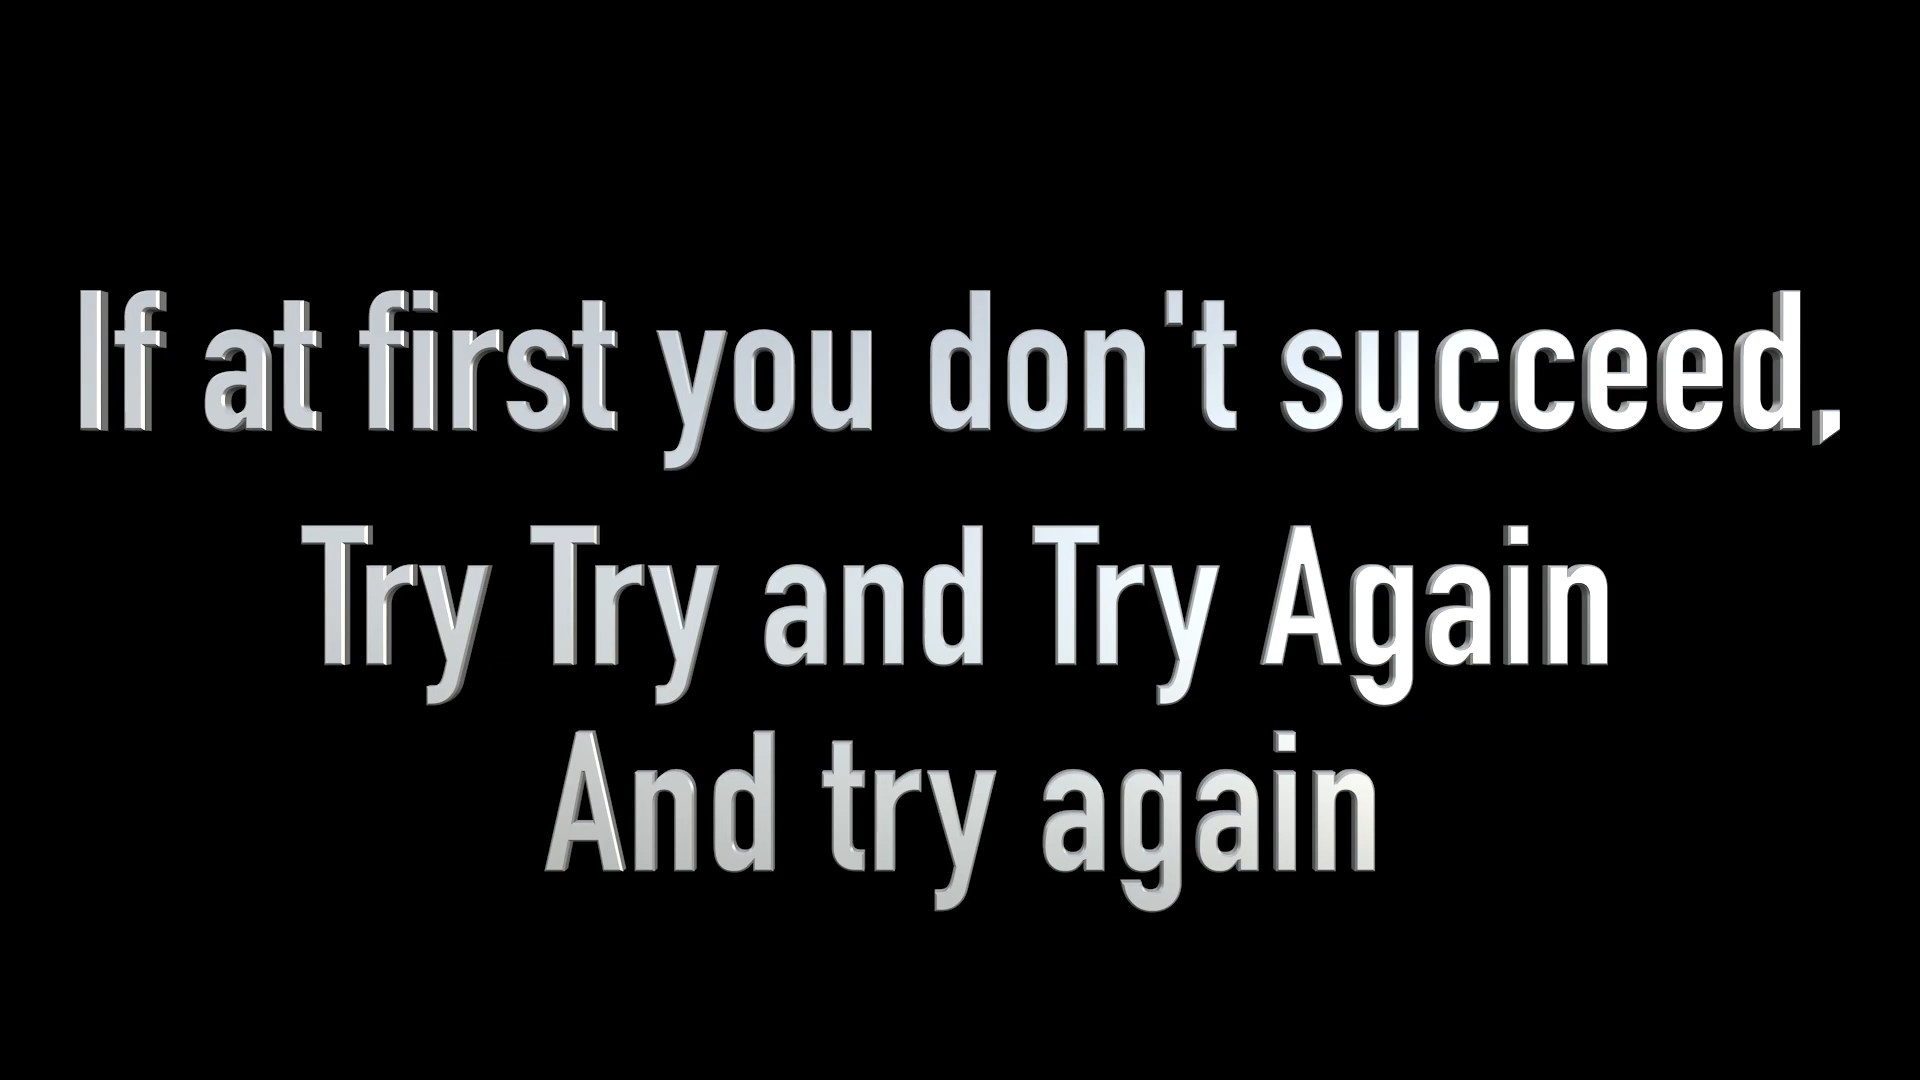 If at first you don't succeed,
Try Try and Try Again
And try again